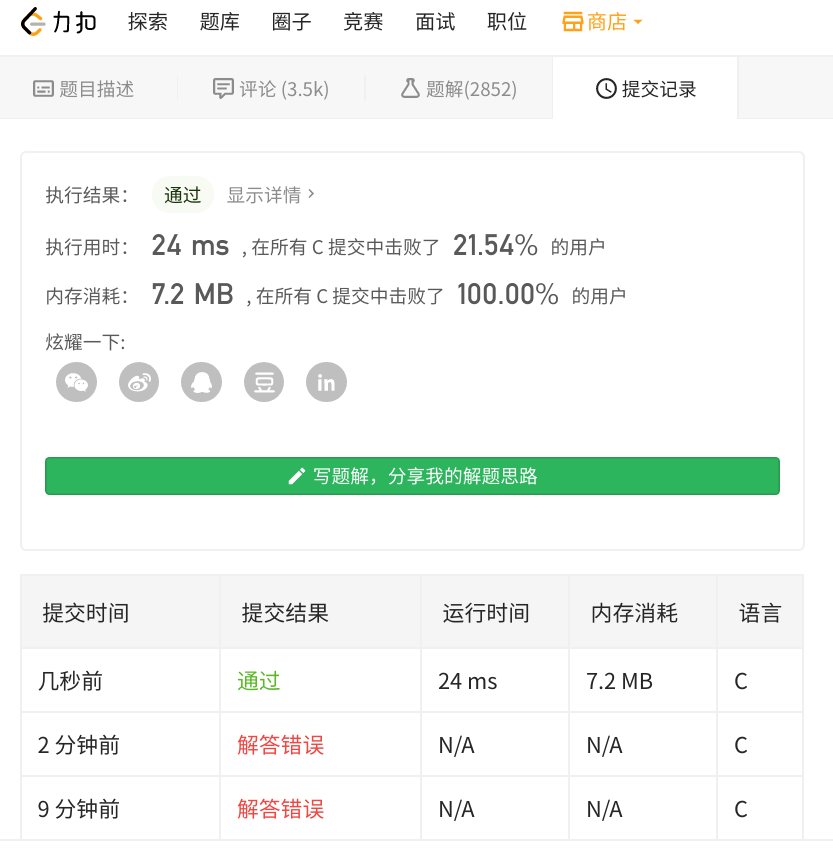 力扣 探索 题库 圈子 竞赛 面试 职位 商店
题目描述 评论 (3.5k) 题解(2852) 提交记录
执行结果： 通过 显示详情 ›
执行用时： 24 ms , 在所有 C 提交中击败了 21.54% 的用户
内存消耗： 7.2 MB , 在所有 C 提交中击败了 100.00% 的用户
炫耀一下:
豆 in
写题解，分享我的解题思路
提交时间 提交结果 运行时间 内存消耗 语言
几秒前 通过 24 ms 7.2 MB C
2 分钟前 解答错误 N/A N/A C
9 分钟前 解答错误 N/A N/A C